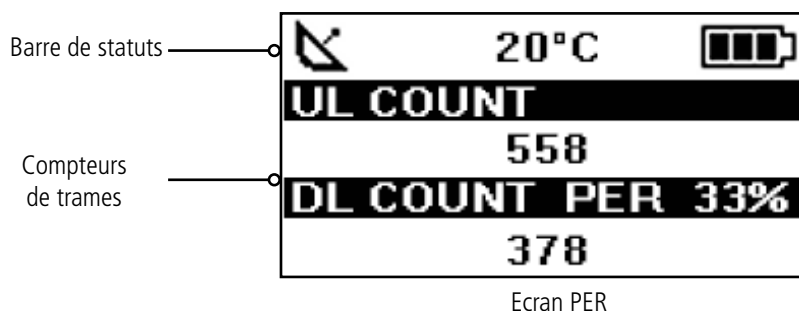 Barre de statuts
20°C
UL COUNT
558
Compteurs
de trames
DL COUNT PER 33%
378
Ecran PER